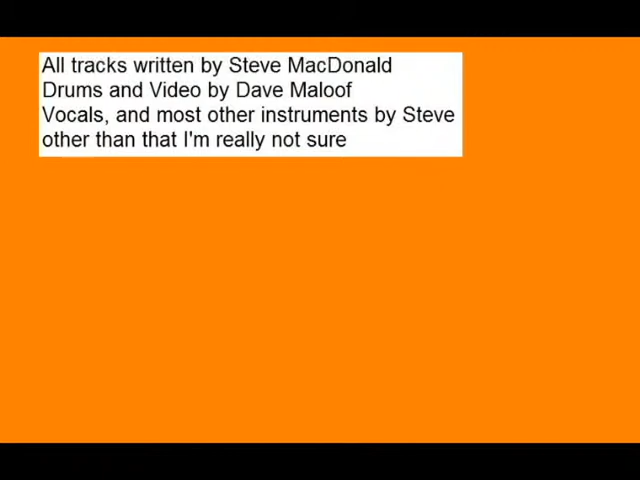 All tracks written by Steve MacDonald
Drums and Video by Dave Maloof
Vocals, and most other instruments by Steve
other than that I'm really not sure